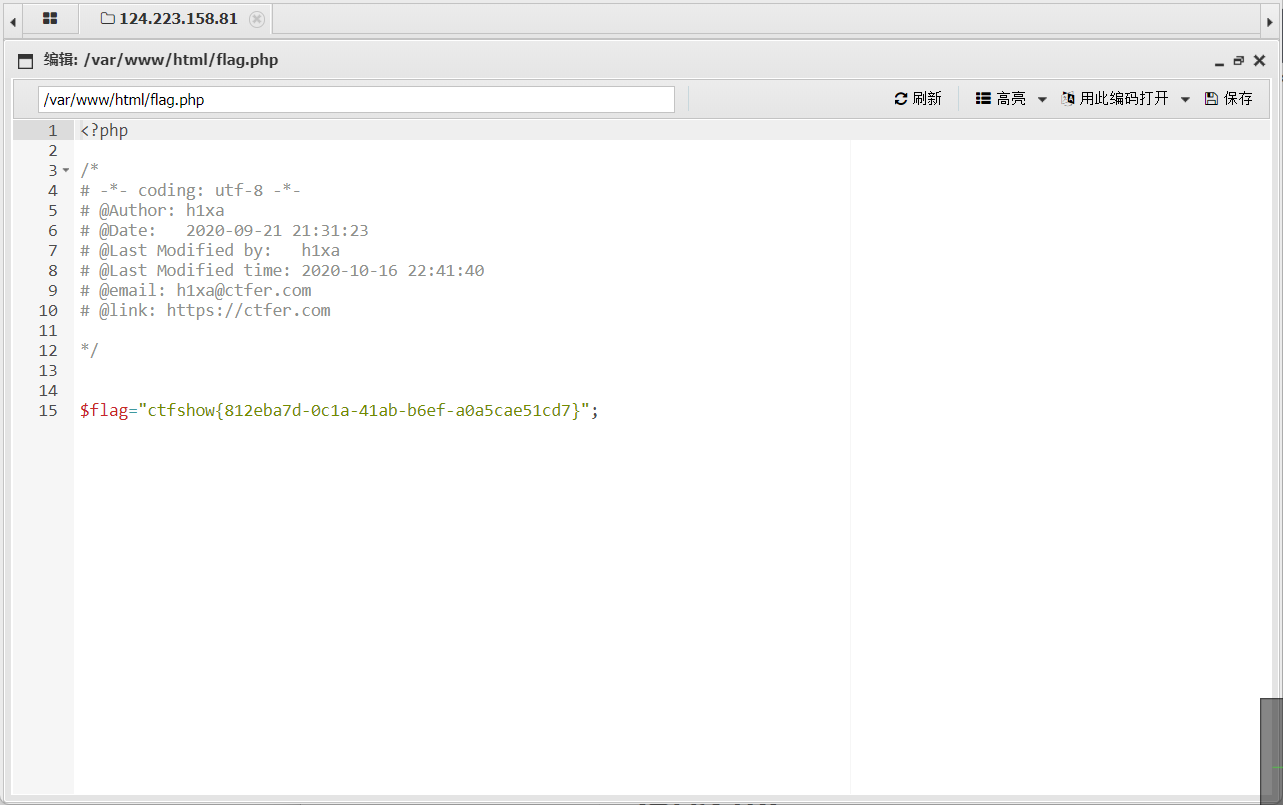 124.223.158.81
编辑: /var/www/html/flag.php
/var/www/html/flag.php 刷新 高亮 用此编码打开 保存
1 <?php
2
3 /*
4 # -*- coding: utf-8 -*-
5 # @Author: h1xa
6 # @Date:   2020-09-21 21:31:23
7 # @Last Modified by:   h1xa
8 # @Last Modified time: 2020-10-16 22:41:40
9 # @email: h1xa@ctfer.com
10 # @link: https://ctfer.com
11
12 */
13
14
15 $flag="ctfshow{812eba7d-0c1a-41ab-b6ef-a0a5cae51cd7}";